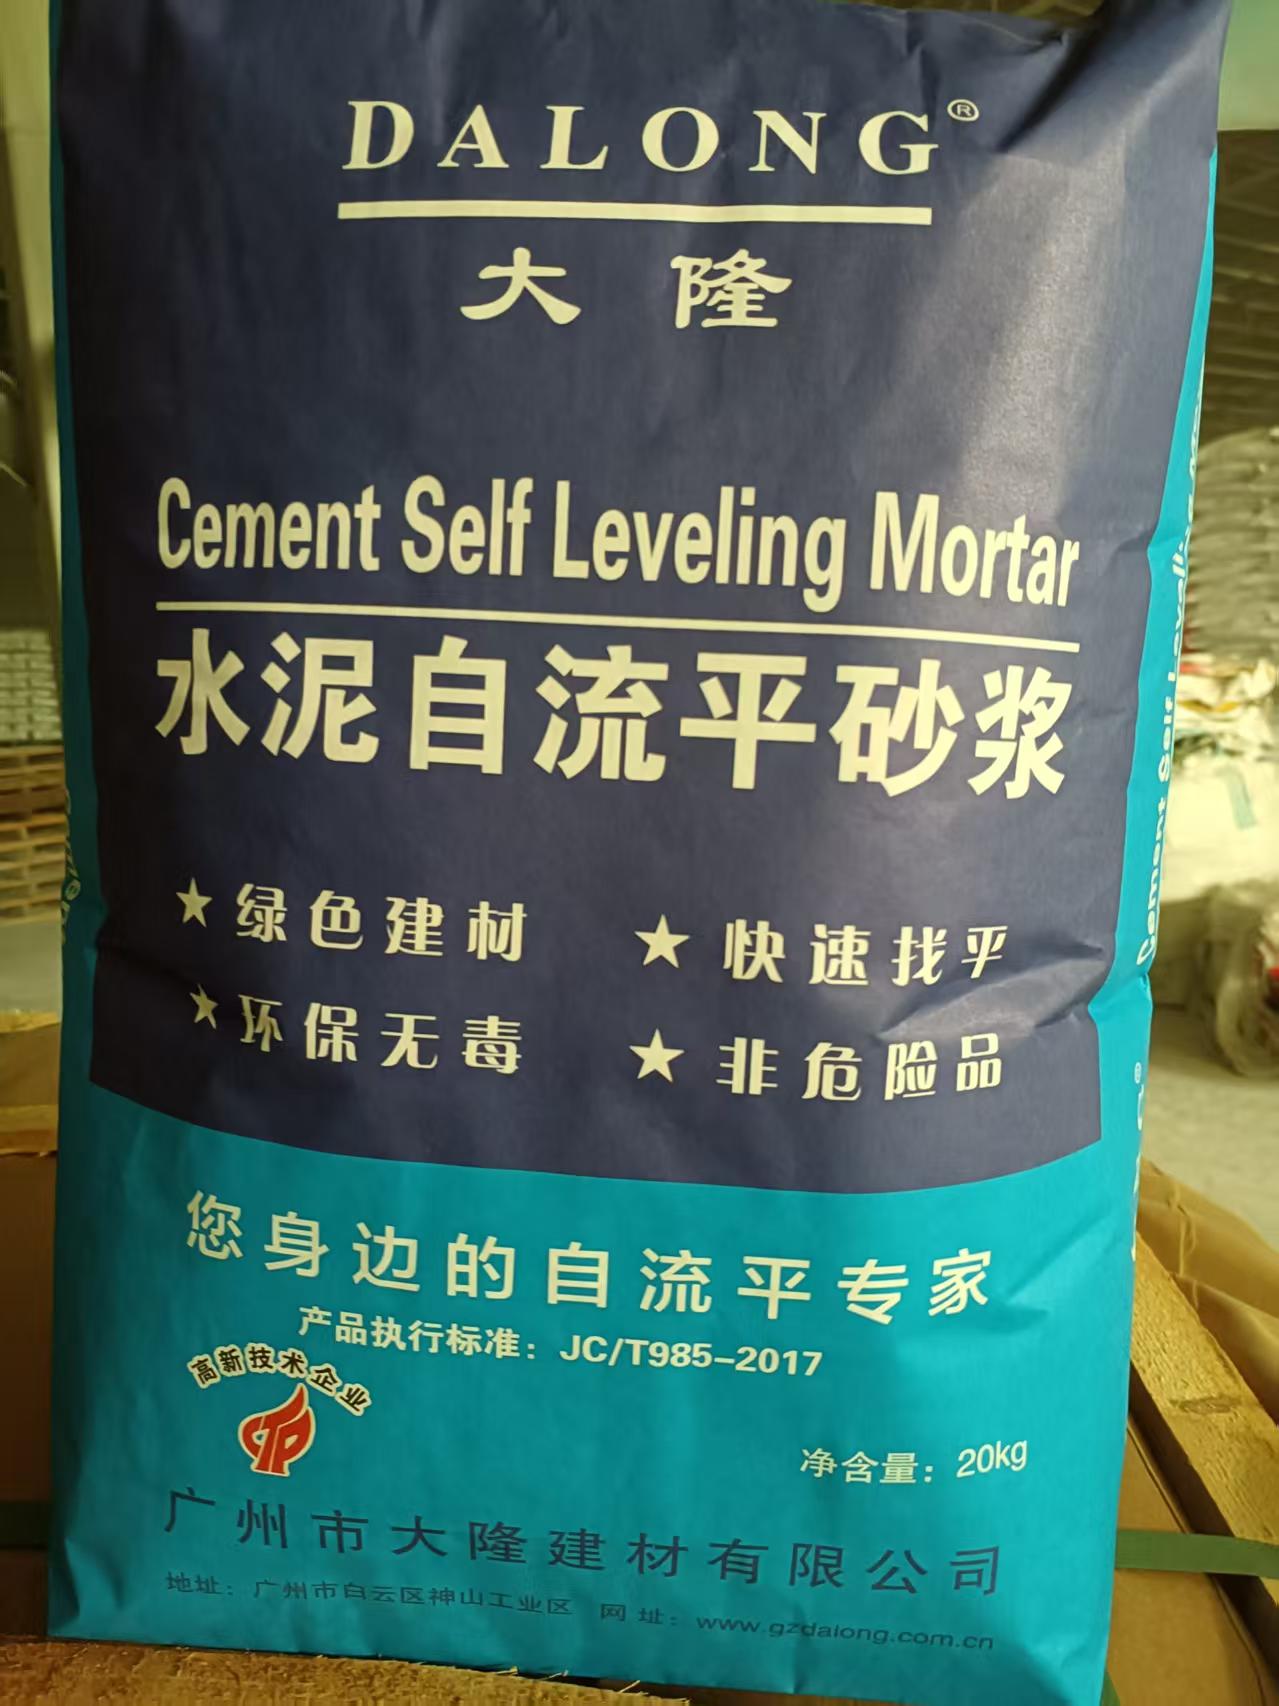 DALONG®
大隆
Cement Self Leveling Mortar
水泥自流平砂浆
★ 绿色建材 ★ 快速找平
★ 环保无毒 ★ 非危险品
您身边的自流平专家
产品执行标准：JC/T985-2017
高新技术企业
净含量：20kg
广州市大隆建材有限公司
地址：广州市白云区神山工业区 网址：www.gzdalong.com.cn
Cement Self Leveli